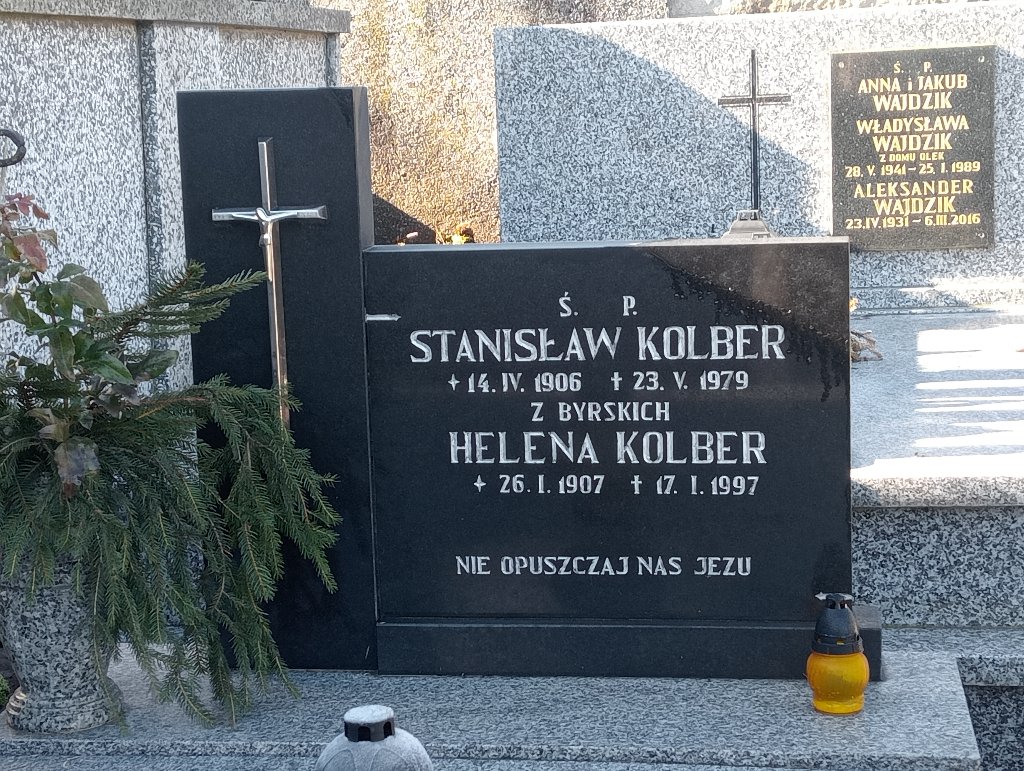 Ś. P.
STANISŁAW KOLBER
+ 14. IV. 1906 † 23. V. 1979
Z BYRSKICH
HELENA KOLBER
+ 26. I. 1907 † 17. I. 1997
NIE OPUSZCZAJ NAS JEZU
Ś. P.
ANNA i JAKUB
WAJDZIK
WŁADYSŁAWA
WAJDZIK
Z DOMU OLEK
28. V. 1941 – 25. I. 1989
ALEKSANDER
WAJDZIK
23.IV 1931 – 6.III 2016